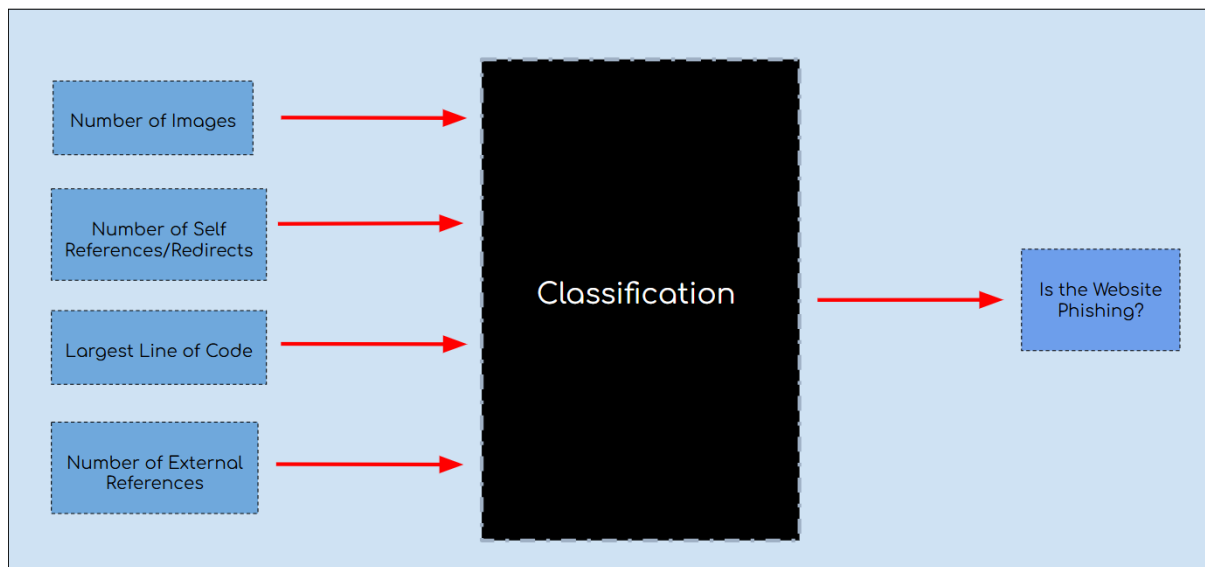 Number of Images
Number of Self
References/Redirects
Largest Line of Code
Number of External
References
Classification
Is the Website
Phishing?